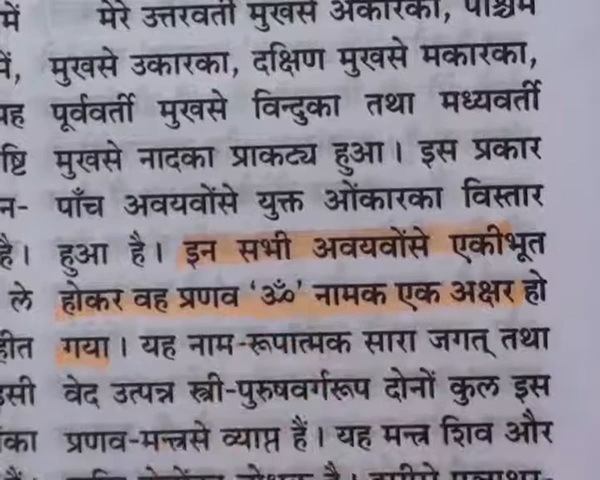 में मेरे उत्तरवर्ती मुखसे अकारका, पश्चिम
में, मुखसे उकारका, दक्षिण मुखसे मकारका,
यह पूर्ववर्ती मुखसे विन्दुका तथा मध्यवर्ती
ष्टि मुखसे नादका प्राकट्य हुआ। इस प्रकार
न- पाँच अवयवोंसे युक्त ओंकारका विस्तार
है। हुआ है। इन सभी अवयवोंसे एकीभूत
ले होकर वह प्रणव ‘ॐ’ नामक एक अक्षर हो
हीत गया। यह नाम-रूपात्मक सारा जगत् तथा
इसी वेद उत्पन्न स्त्री-पुरुषवर्गरूप दोनों कुल इस
का प्रणव-मन्त्रसे व्याप्त हैं। यह मन्त्र शिव और